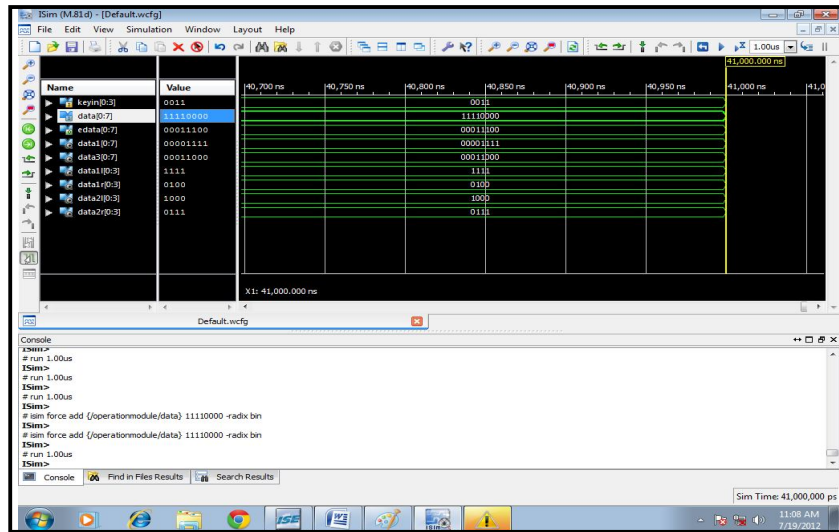 ISim (M.81d) - [Default.wcfg]
File Edit View Simulation Window Layout Help
1.00us
41,000.000 ns
Name Value 40,700 ns 40,750 ns 40,800 ns 40,850 ns 40,900 ns 40,950 ns 41,000 ns 41,0
keyin[0:3] 0011 0011
data[0:7] 11110000 11110000
edata[0:7] 00011100 00011100
data1[0:7] 00001111 00001111
data3[0:7] 00011000 00011000
data1l[0:3] 1111 1111
data1r[0:3] 0100 0100
data2l[0:3] 1000 1000
data2r[0:3] 0111 0111
X1: 41,000.000 ns
Default.wcfg
Console
ISim>
# run 1.00us
ISim>
# run 1.00us
ISim>
# run 1.00us
ISim>
# isim force add {/operationmodule/data} 11110000 -radix bin
ISim>
# isim force add {/operationmodule/data} 11110000 -radix bin
ISim>
# run 1.00us
ISim>
Console Find in Files Results Search Results
Sim Time: 41,000,000 ps
ISE
11:08 AM
7/19/2012